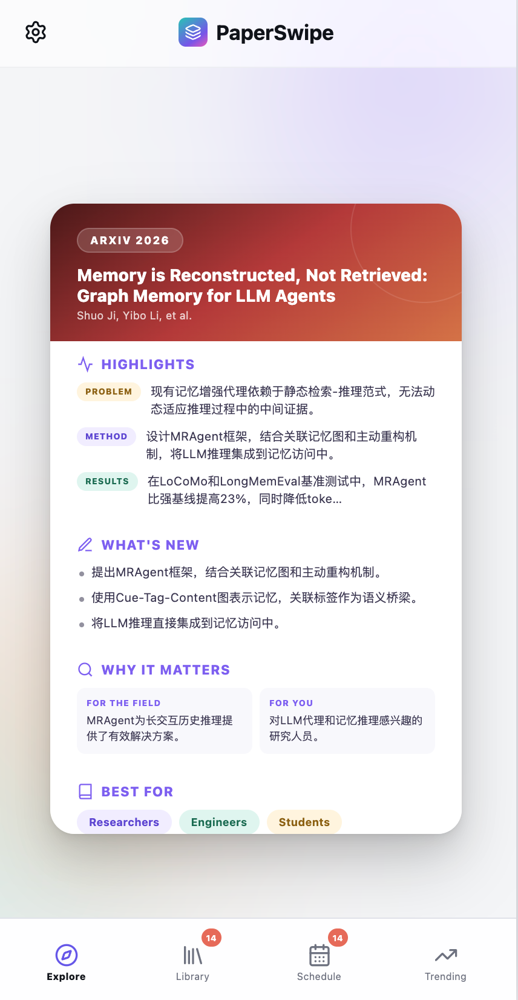 PaperSwipe
ARXIV 2026
Memory is Reconstructed, Not Retrieved:
Graph Memory for LLM Agents
Shuo Ji, Yibo Li, et al.
HIGHLIGHTS
PROBLEM
现有记忆增强代理依赖于静态检索-推理范式，无法动
态适应推理过程中的中间证据。
METHOD
设计MRAgent框架，结合关联记忆图和主动重构机
制，将LLM推理集成到记忆访问中。
RESULTS
在LoCoMo和LongMemEval基准测试中，MRAgent
比强基线提高23%，同时降低toke...
WHAT'S NEW
提出MRAgent框架，结合关联记忆图和主动重构机制。
使用Cue-Tag-Content图表示记忆，关联标签作为语义桥梁。
将LLM推理直接集成到记忆访问中。
WHY IT MATTERS
FOR THE FIELD
MRAgent为长交互历史推理提
供了有效解决方案。
FOR YOU
对LLM代理和记忆推理感兴趣的
研究人员。
BEST FOR
Researchers
Engineers
Students
Explore
14
Library
14
Schedule
Trending